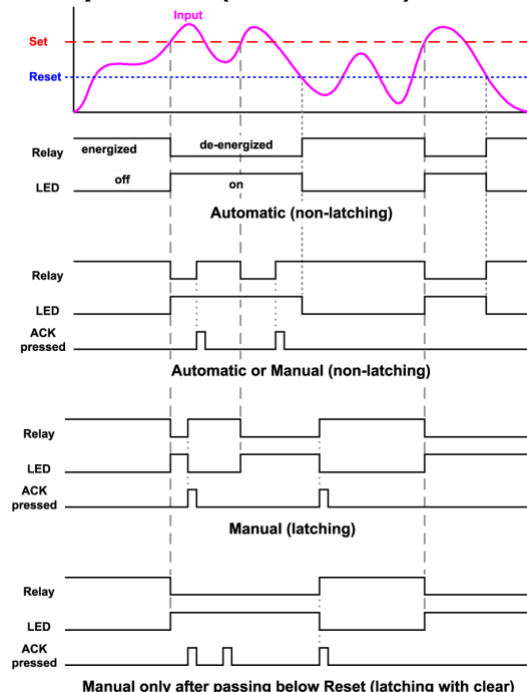 Input
Set
Reset
energized de-energized
Relay
off on
LED
Automatic (non-latching)
Relay
LED
ACK
pressed
Automatic or Manual (non-latching)
Relay
LED
ACK
pressed
Manual (latching)
Relay
LED
ACK
pressed
Manual only after passing below Reset (latching with clear)